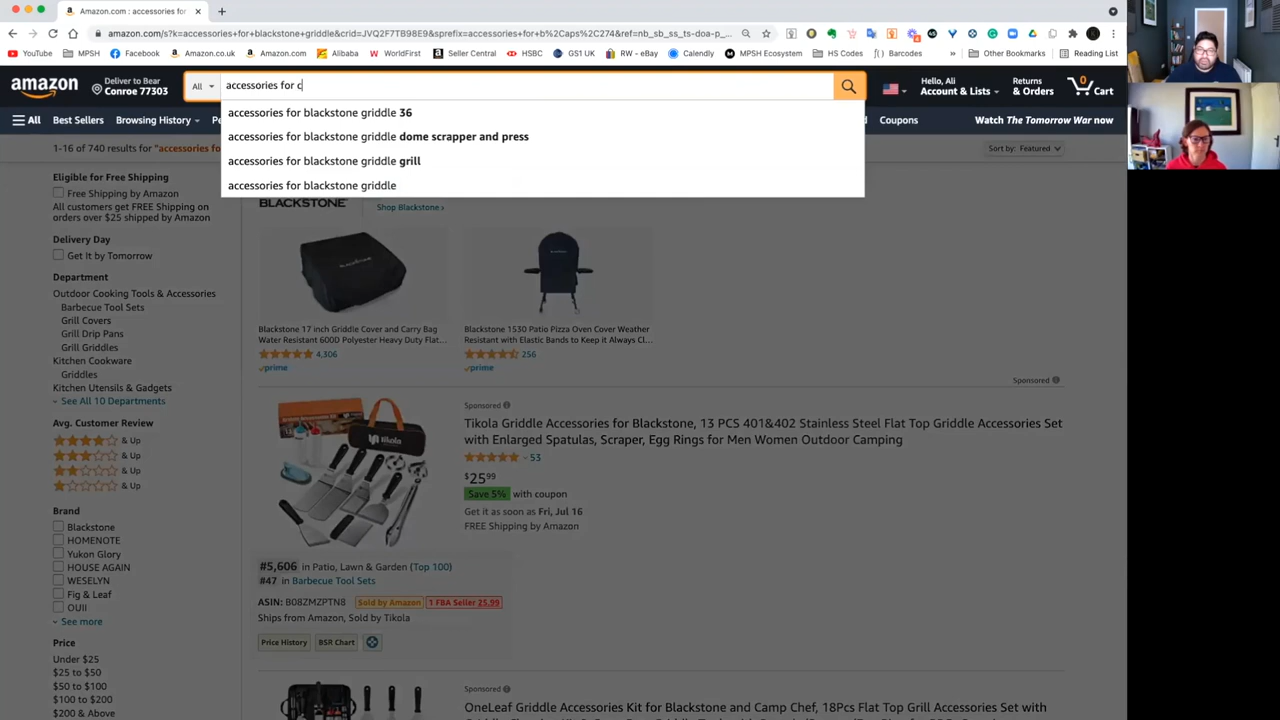 Amazon.com : accessories for
amazon.com/s?k=accessories+for+blackstone+griddle&crid=JVQ2F7TB98E9&sprefix=accessories+for+b%2Caps%2C274&ref=nb_sb_ss_ts-doa-p_...
YouTube MPSH Facebook Amazon.co.uk Amazon.com Alibaba WorldFirst Seller Central HSBC GS1 UK RW - eBay Calendly MPSH Ecosystem HS Codes Barcodes Other Bookmarks Reading List
amazon
Deliver to Bear
Conroe 77303
All
accessories for c
Hello, Ali
Account & Lists
Returns
& Orders
0
Cart
accessories for blackstone griddle 36
accessories for blackstone griddle dome scrapper and press
accessories for blackstone griddle grill
accessories for blackstone griddle
All Best Sellers Browsing History
Coupons
Watch The Tomorrow War now
1-16 of 740 results for "accessories fo
Sort by: Featured
Eligible for Free Shipping
Free Shipping by Amazon
All customers get FREE Shipping on
orders over $25 shipped by Amazon
Delivery Day
Get It by Tomorrow
Department
Outdoor Cooking Tools & Accessories
Barbecue Tool Sets
Grill Covers
Grill Drip Pans
Grill Griddles
Kitchen Cookware
Griddles
Kitchen Utensils & Gadgets
See All 10 Departments
Avg. Customer Review
& Up
& Up
& Up
& Up
Brand
Blackstone
HOMENOTE
Yukon Glory
HOUSE AGAIN
WESELYN
Fig & Leaf
OUII
See more
Price
Under $25
$25 to $50
$50 to $100
$100 to $200
$200 & Above
BLACKSTONE
Shop Blackstone ›
Blackstone 17 inch Griddle Cover and Carry Bag
Water Resistant 600D Polyester Heavy Duty Flat...
4,306
prime
Blackstone 1530 Patio Pizza Oven Cover Weather
Resistant with Elastic Bands to Keep it Always Cl...
256
prime
Sponsored
Sponsored
Tikola Griddle Accessories for Blackstone, 13 PCS 401&402 Stainless Steel Flat Top Griddle Accessories Set
with Enlarged Spatulas, Scraper, Egg Rings for Men Women Outdoor Camping
53
$25 99
Save 5% with coupon
Get it as soon as Fri, Jul 16
FREE Shipping by Amazon
Tikola
#5,606 in Patio, Lawn & Garden (Top 100)
#47 in Barbecue Tool Sets
ASIN: B08ZMZPTN8 Sold by Amazon 1 FBA Seller 25.99
Ships from Amazon, Sold by Tikola
Price History BSR Chart
Sponsored
OneLeaf Griddle Accessories Kit for Blackstone and Camp Chef, 18Pcs Flat Top Grill Accessories Set with